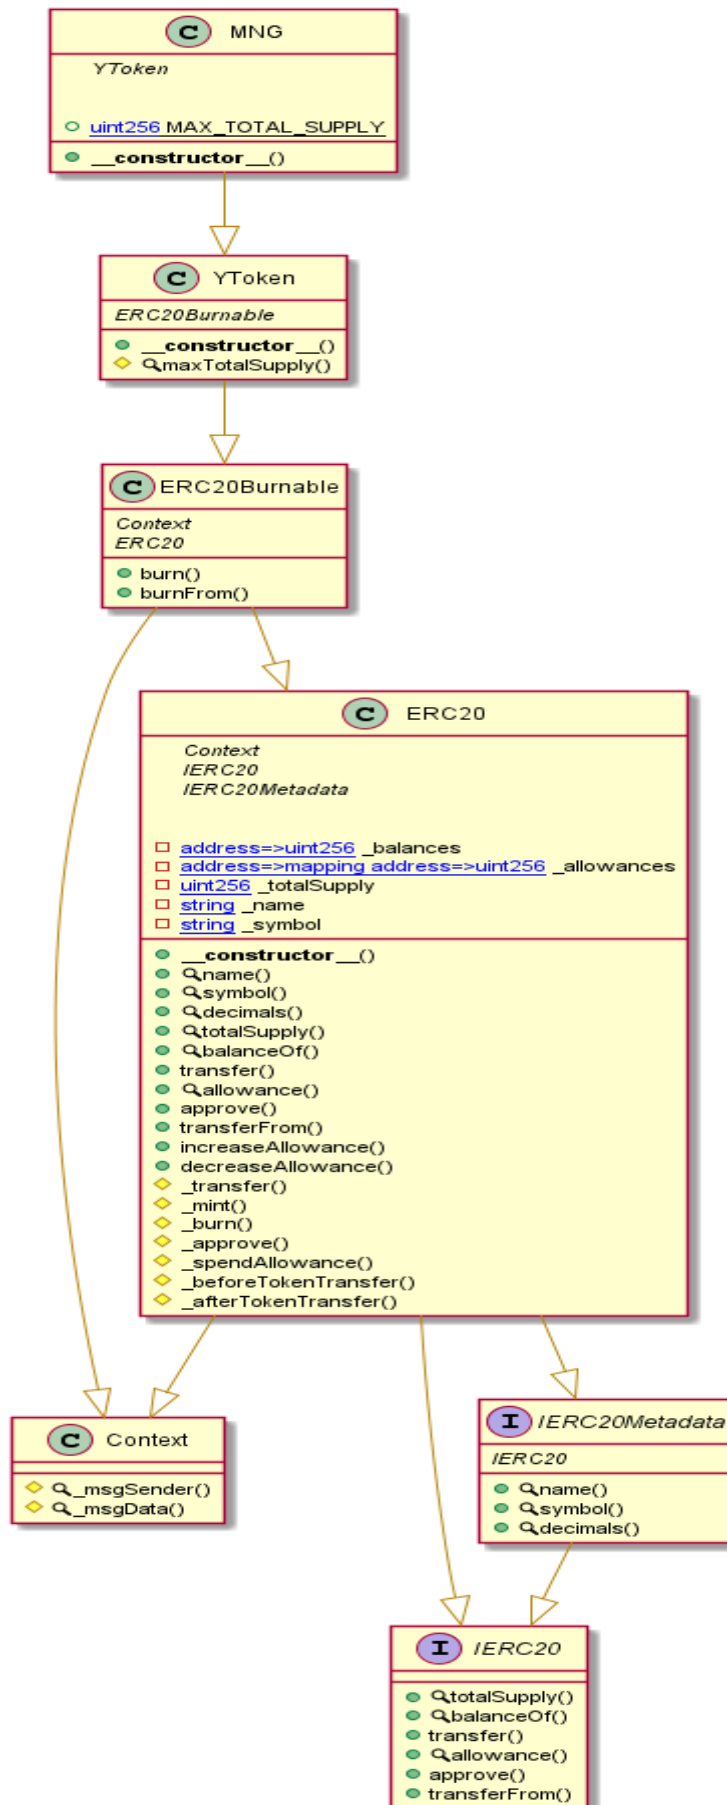 C MNG
YToken
uint256 MAX_TOTAL_SUPPLY
__constructor__()
C YToken
ERC20Burnable
__constructor__()
maxTotalSupply()
C ERC20Burnable
Context
ERC20
burn()
burnFrom()
C ERC20
Context
IERC20
IERC20Metadata
address=>uint256 _balances
address=>mapping address=>uint256 _allowances
uint256 _totalSupply
string _name
string _symbol
__constructor__()
name()
symbol()
decimals()
totalSupply()
balanceOf()
transfer()
allowance()
approve()
transferFrom()
increaseAllowance()
decreaseAllowance()
_transfer()
_mint()
_burn()
_approve()
_spendAllowance()
_beforeTokenTransfer()
_afterTokenTransfer()
C Context
_msgSender()
_msgData()
I IERC20Metadata
IERC20
name()
symbol()
decimals()
I IERC20
totalSupply()
balanceOf()
transfer()
allowance()
approve()
transferFrom()